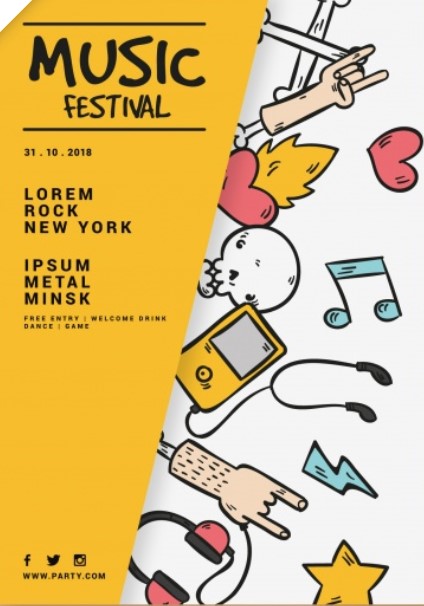 MUSIC
FESTIVAL
31 . 10 . 2018
LOREM
ROCK
NEW YORK
IPSUM
METAL
MINSK
FREE ENTRY | WELCOME DRINK
DANCE | GAME
WWW.PARTY.COM